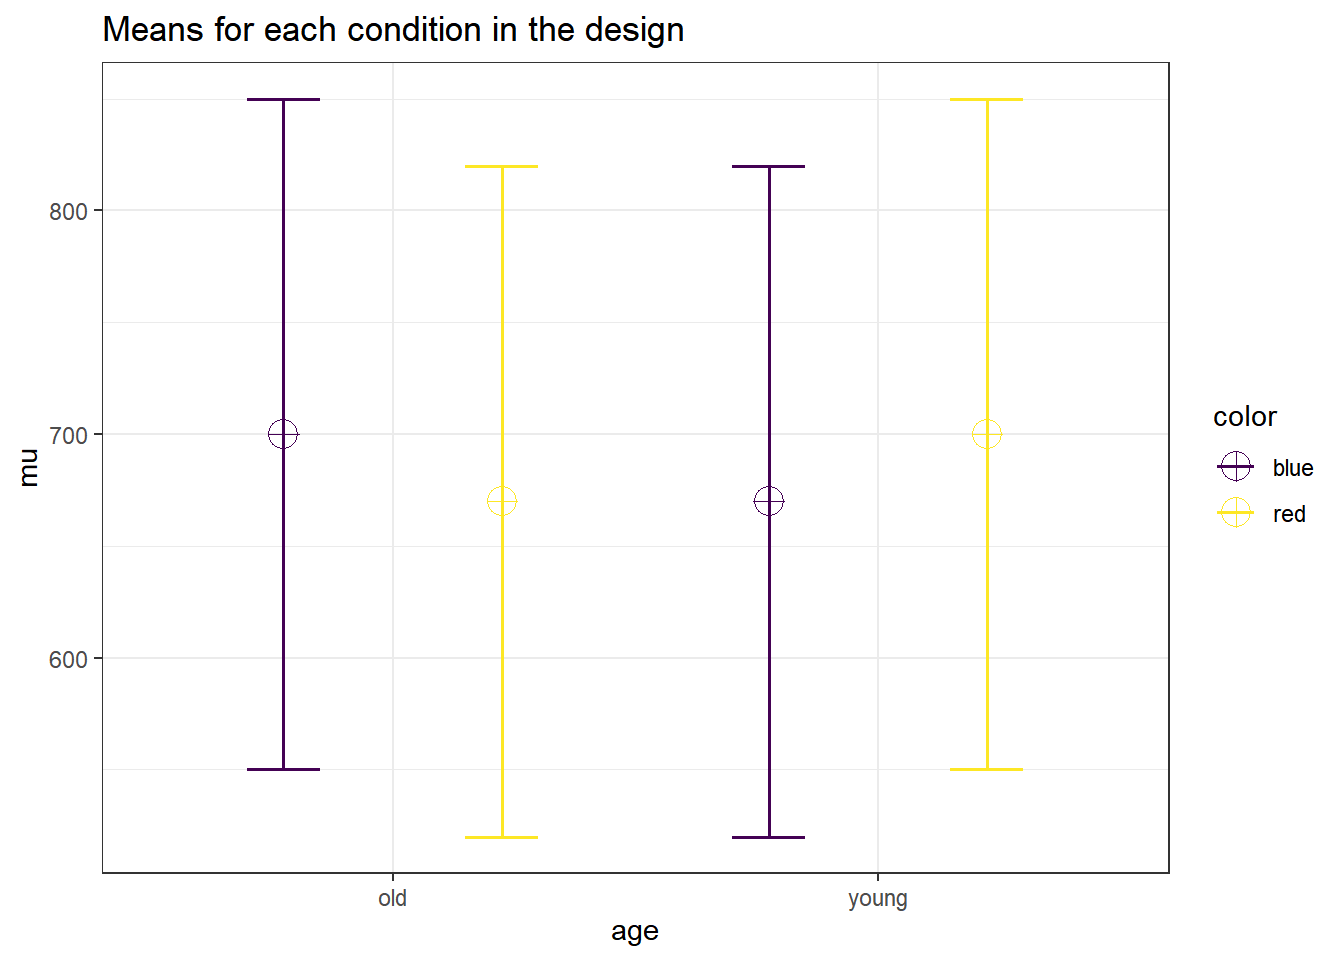 Means for each condition in the design
800
700
600
mu
old
young
age
color
blue
red